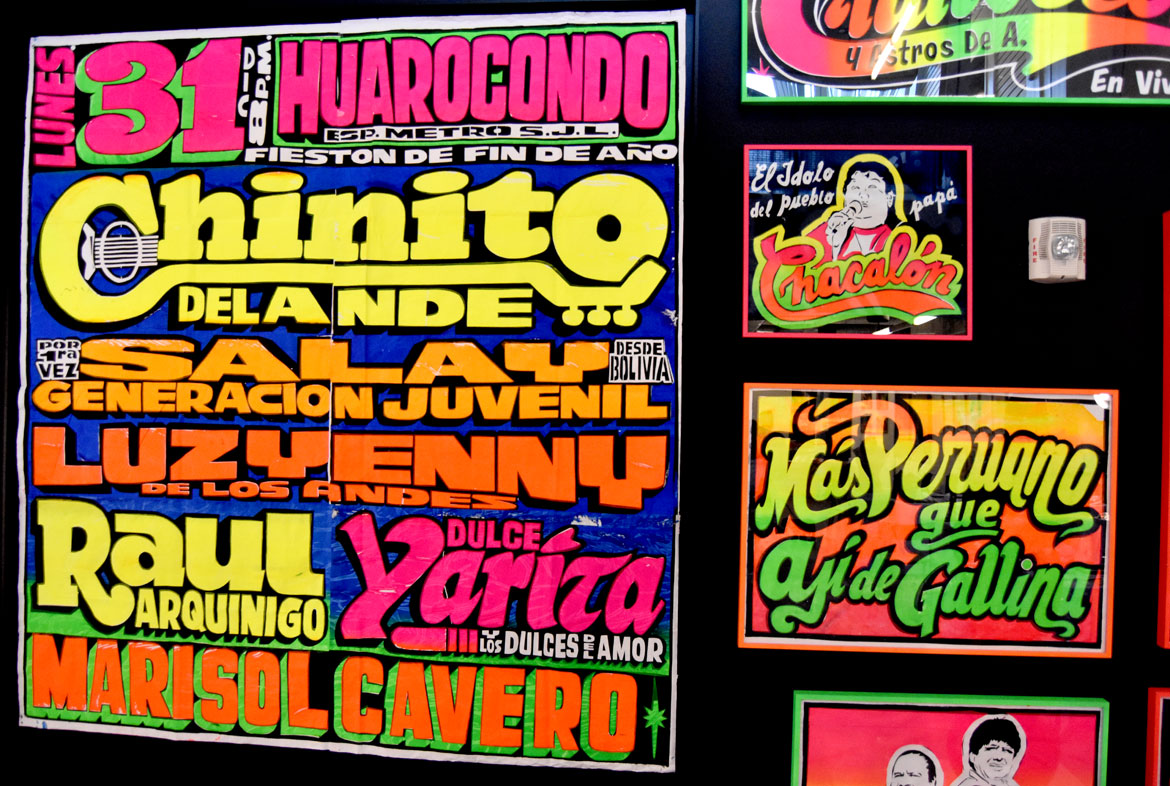 LUNES
31
DIC
8 P.M.
HUAROCONDO
ESP. METRO S.J.L.
FIESTON DE FIN DE AÑO
Chinito
DEL ANDE
POR
1ra
VEZ
SALAY
DESDE
BOLIVIA
GENERACION JUVENIL
LUZ YENNY
DE LOS ANDES
Raul
ARQUINIGO
DULCE
Yarita
Y LOS DULCES DEL AMOR
MARISOL CAVERO
y Astros De A.
En Viv
El Idolo
del pueblo
papá
Chacalón
Mas Peruano
que
ají de Gallina
FIRE